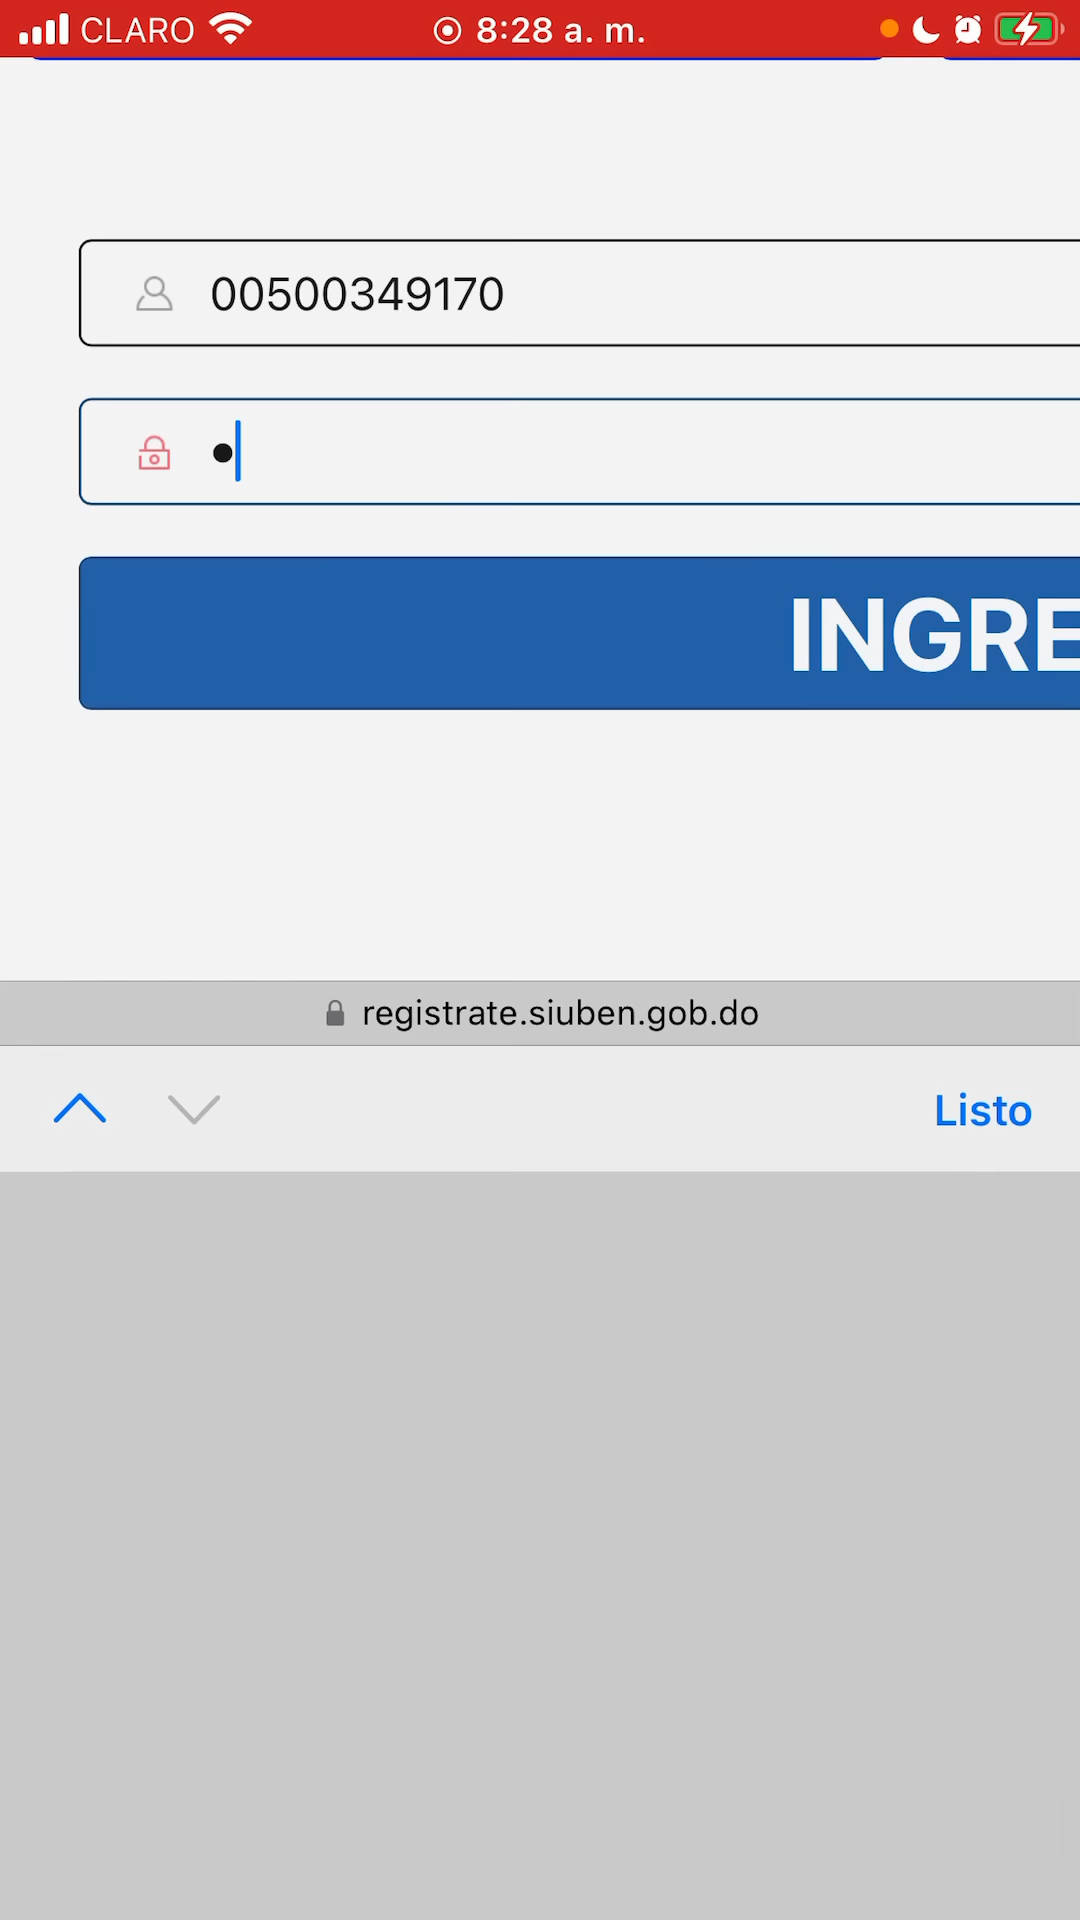 CLARO 8:28 a. m.
00500349170
•
INGRE
registrate.siuben.gob.do
Listo